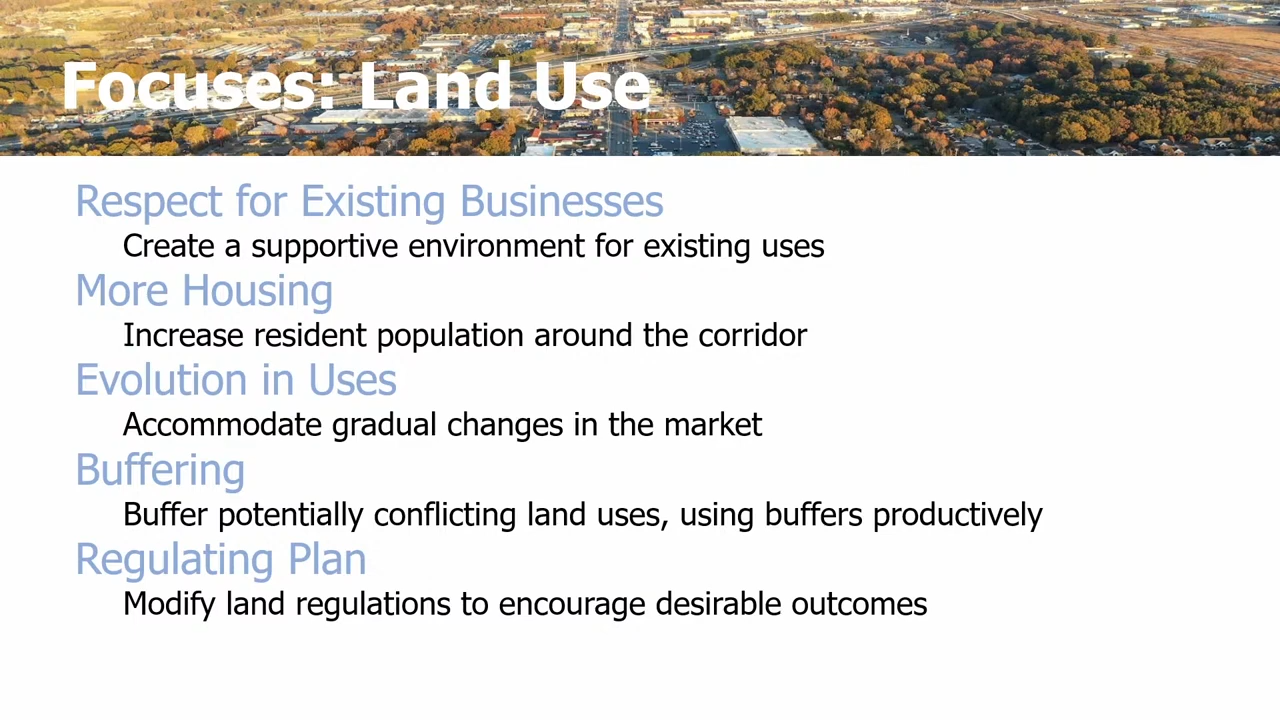 Focuses: Land Use
Respect for Existing Businesses
Create a supportive environment for existing uses
More Housing
Increase resident population around the corridor
Evolution in Uses
Accommodate gradual changes in the market
Buffering
Buffer potentially conflicting land uses, using buffers productively
Regulating Plan
Modify land regulations to encourage desirable outcomes